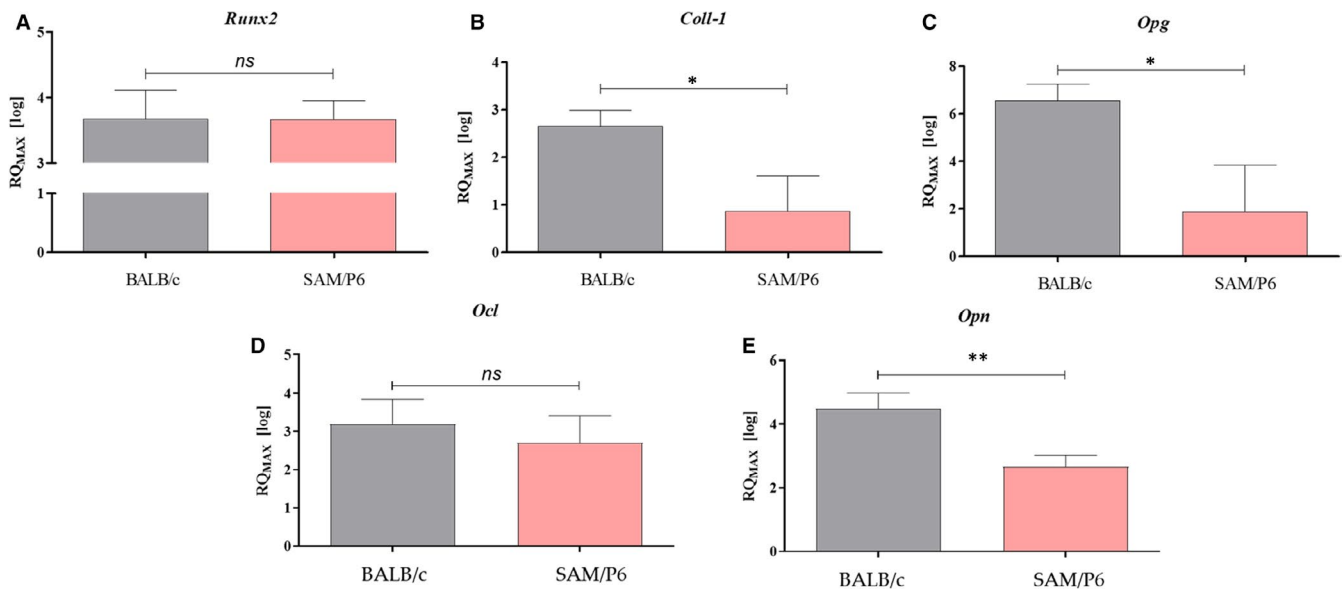 A
Runx2
5
4
3
1
0
RQMAX [log]
ns
BALB/c
SAM/P6
B
Coll-1
4
3
2
1
0
RQMAX [log]
*
BALB/c
SAM/P6
C
Opg
8
6
4
2
0
RQMAX [log]
*
BALB/c
SAM/P6
D
Ocl
5
4
3
2
1
0
RQMAX [log]
ns
BALB/c
SAM/P6
E
Opn
6
4
2
0
RQMAX [log]
**
BALB/c
SAM/P6